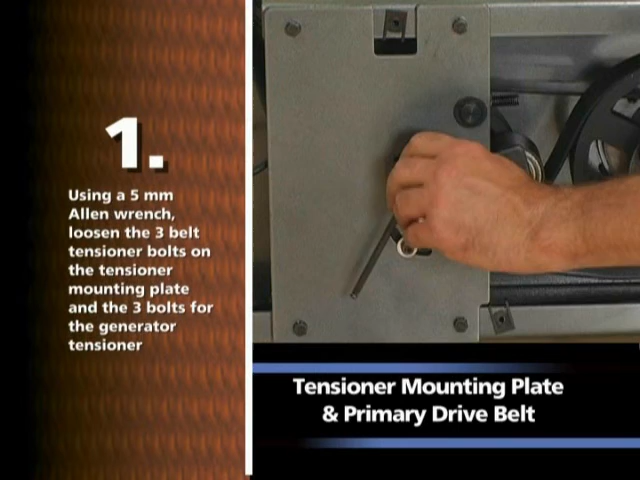 1.
Using a 5 mm
Allen wrench,
loosen the 3 belt
tensioner bolts on
the tensioner
mounting plate
and the 3 bolts for
the generator
tensioner
Tensioner Mounting Plate
& Primary Drive Belt